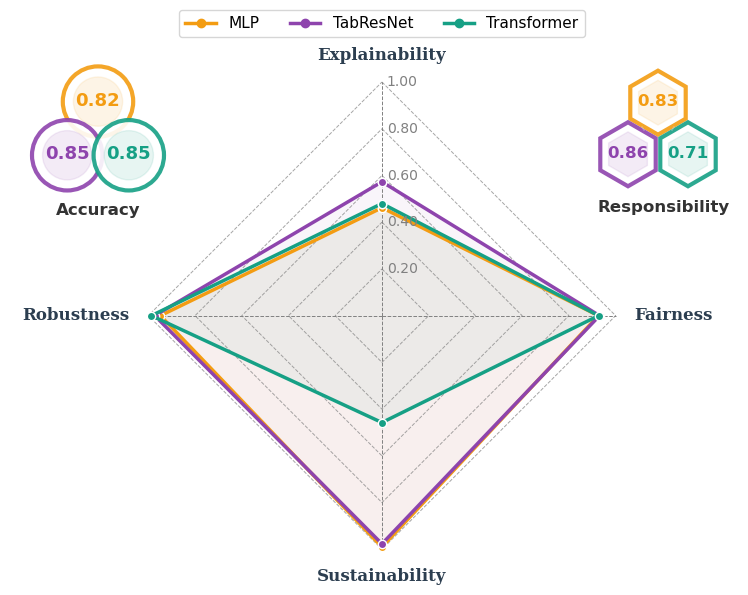 MLP TabResNet Transformer
Explainability
1.00
0.80
0.60
0.40
0.20
0.82
0.85 0.85
Accuracy
0.83
0.86 0.71
Responsibility
Robustness
Fairness
Sustainability